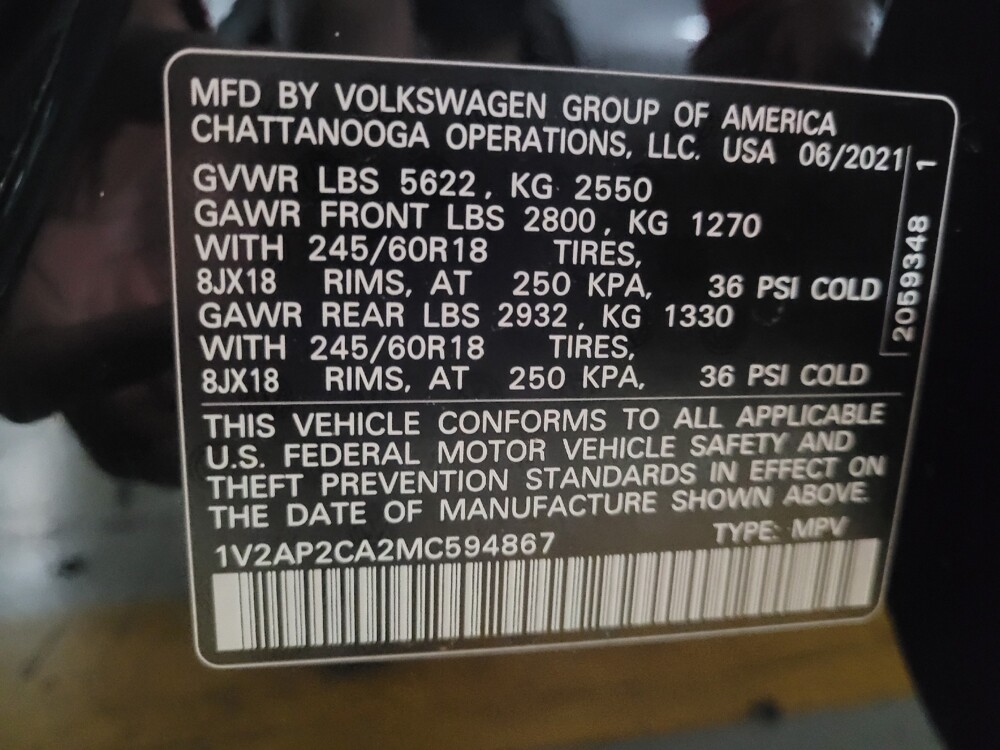 MFD BY VOLKSWAGEN GROUP OF AMERICA
CHATTANOOGA OPERATIONS, LLC. USA 06/2021
GVWR LBS 5622, KG 2550
GAWR FRONT LBS 2800, KG 1270
WITH 245/60R18 TIRES,
8JX18 RIMS, AT 250 KPA, 36 PSI COLD
GAWR REAR LBS 2932, KG 1330
WITH 245/60R18 TIRES,
8JX18 RIMS, AT 250 KPA, 36 PSI COLD
2059348 1
THIS VEHICLE CONFORMS TO ALL APPLICABLE
U.S. FEDERAL MOTOR VEHICLE SAFETY AND
THEFT PREVENTION STANDARDS IN EFFECT ON
THE DATE OF MANUFACTURE SHOWN ABOVE.
1V2AP2CA2MC594867 TYPE: MPV